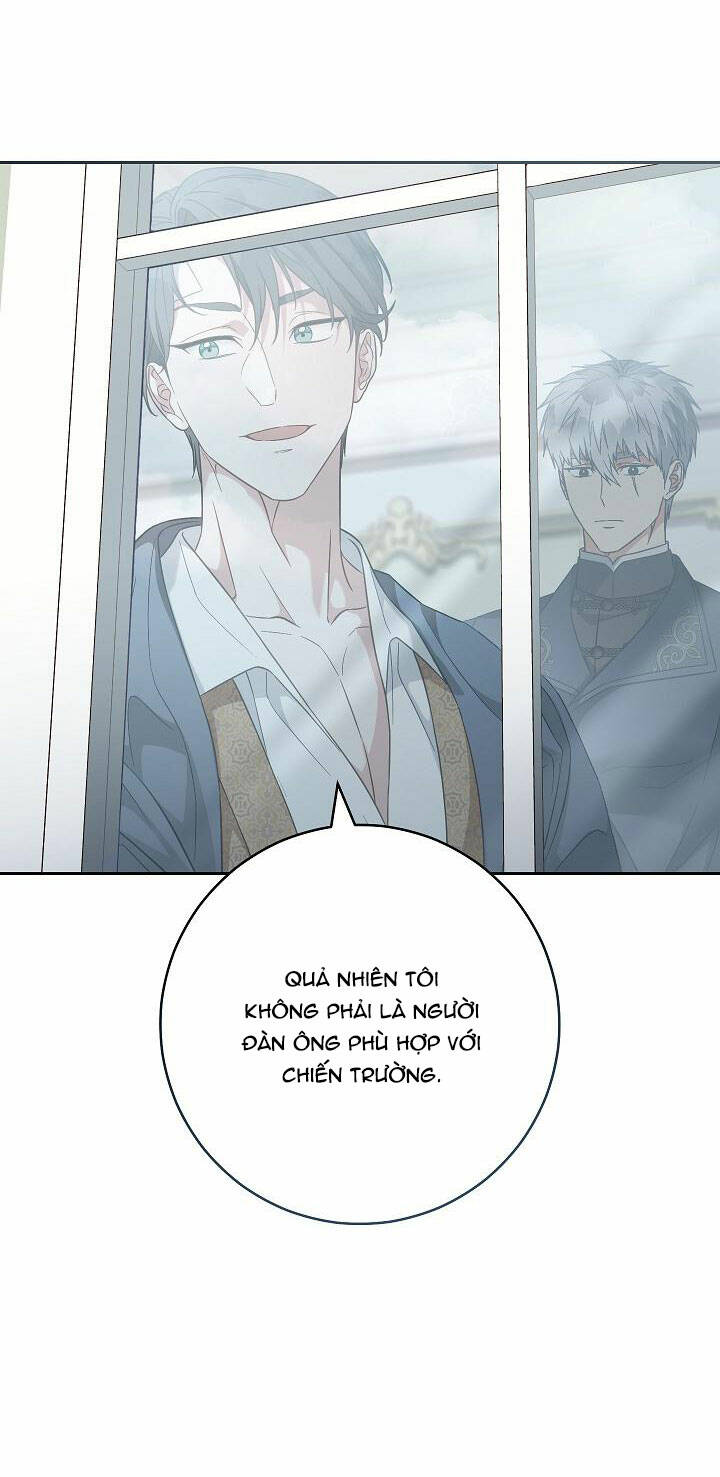 QUẢ NHIÊN TÔI
KHÔNG PHẢI LÀ NGƯỜI
ĐÀN ÔNG PHÙ HỢP VỚI
CHIẾN TRƯỜNG.